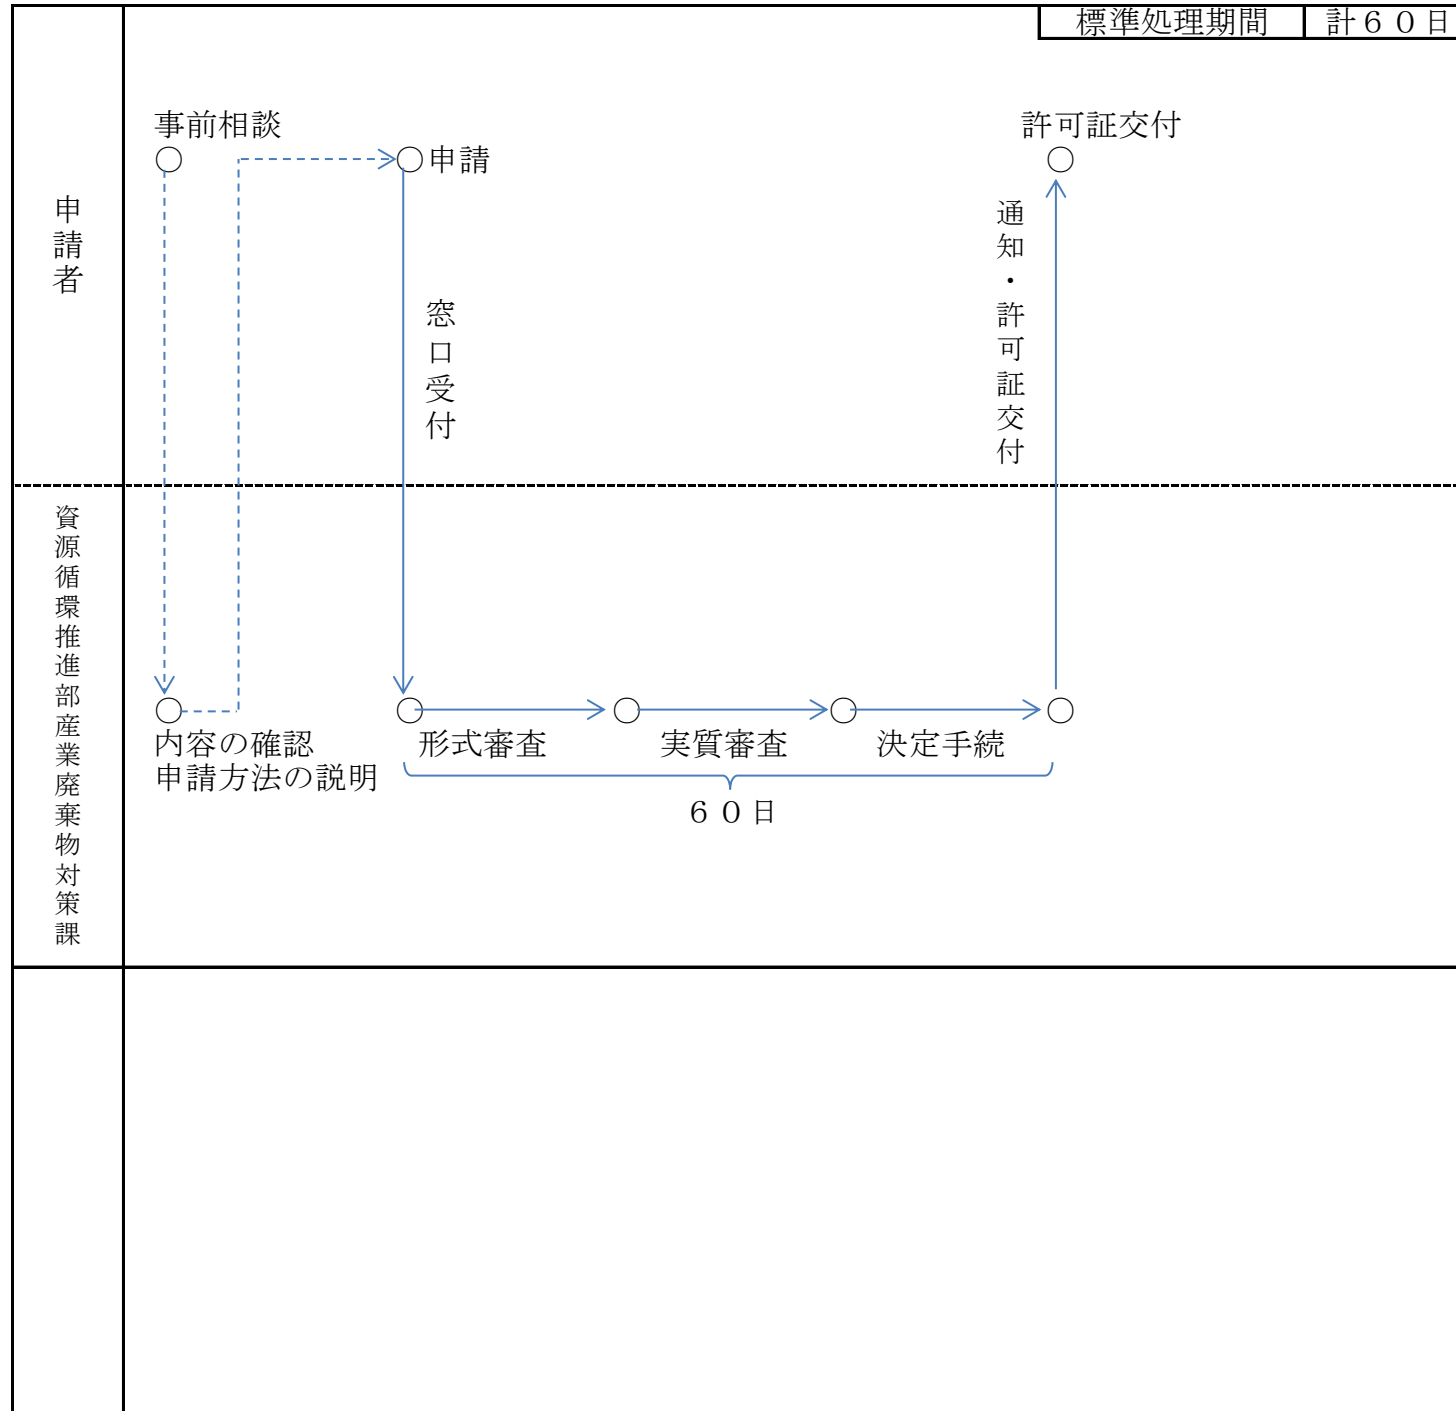 標準処理期間 計６０日
事前相談
許可証交付
申請
申請者
窓口受付
通知・許可証交付
資源循環推進部産業廃棄物対策課
内容の確認
申請方法の説明
形式審査
実質審査
決定手続
６０日